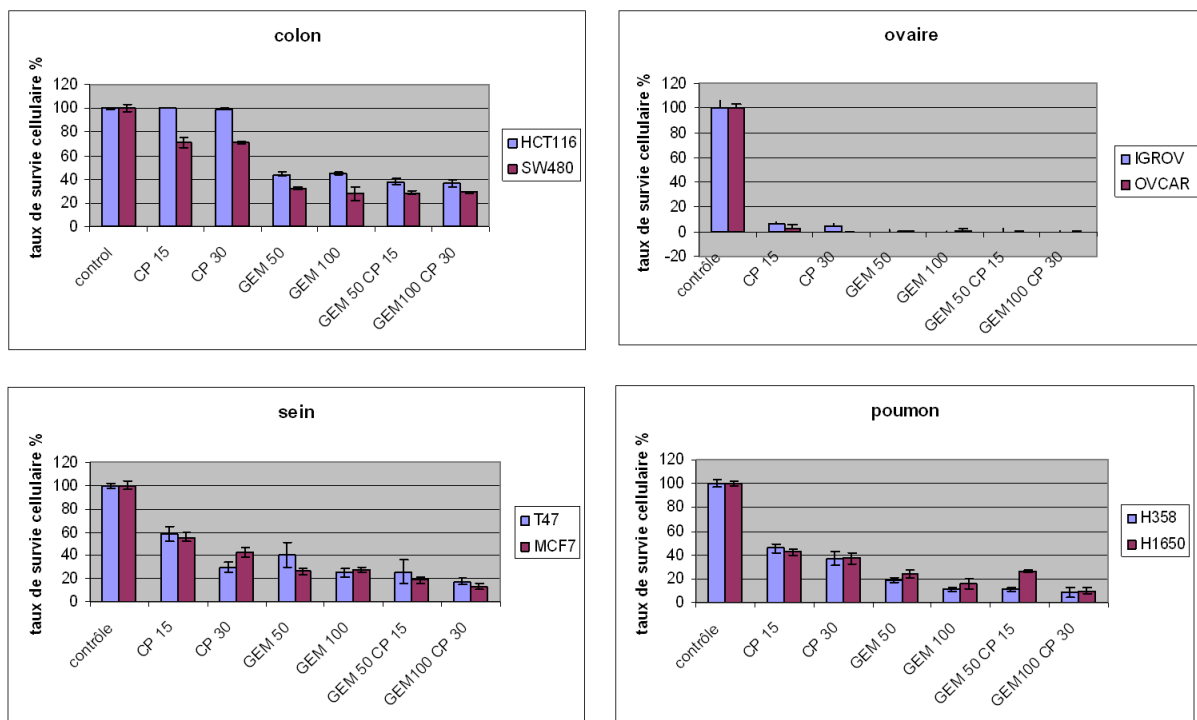 colon
taux de survie cellulaire %
120
100
80
60
40
20
0
control
CP 15
CP 30
GEM 50
GEM 100
GEM 50 CP 15
GEM100 CP 30
HCT116
SW480
ovaire
taux de survie cellulaire %
120
100
80
60
40
20
0
-20
contrôle
CP 15
CP 30
GEM 50
GEM 100
GEM 50 CP 15
GEM100 CP 30
IGROV
OVCAR
sein
taux de survie cellulaire %
120
100
80
60
40
20
0
contrôle
CP 15
CP 30
GEM 50
GEM 100
GEM 50 CP 15
GEM100 CP 30
T47
MCF7
poumon
taux de survie cellulaire %
120
100
80
60
40
20
0
contrôle
CP 15
CP 30
GEM 50
GEM 100
GEM 50 CP 15
GEM100 CP 30
H358
H1650